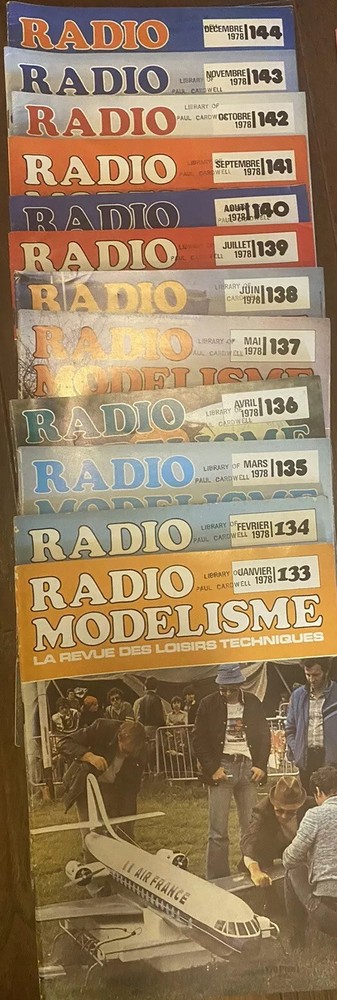 RADIO
DECEMBRE
1978 144
RADIO
LIBRARY OF
PAUL CARDWELL
NOVEMBRE
1978 143
RADIO
LIBRARY OF
PAUL CARDWELL
OCTOBRE
1978 142
RADIO
SEPTEMBRE
1978 141
RADIO
AOUT
1978 140
RADIO
JUILLET
1978 139
RADIO
JUIN
1978 138
RADIO
MODELISME
LIBRARY OF
PAUL CARDWELL
MAI
1978 137
RADIO
LIBRARY OF
AVRIL
1978 136
RADIO
MODELISME
LIBRARY OF
PAUL CARDWELL
MARS
1978 135
RADIO
LIBRARY OF
PAUL CARDWELL
FEVRIER
1978 134
RADIO
MODELISME
LIBRARY OF
PAUL CARDWELL
JANVIER
1978 133
LA REVUE DES LOISIRS TECHNIQUES
AIR FRANCE